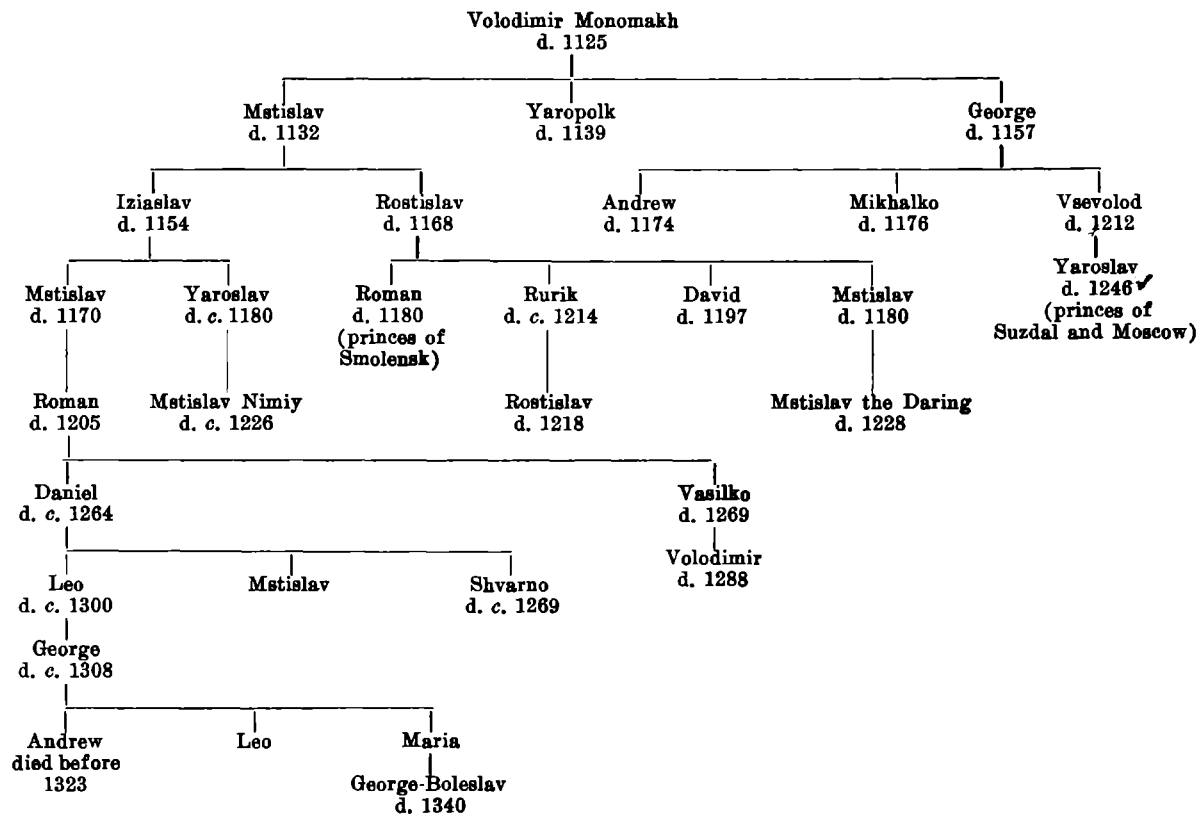 Volodimir Monomakh
d. 1125
Mstislav
d. 1132
Yaropolk
d. 1139
George
d. 1157
Iziaslav
d. 1154
Rostislav
d. 1168
Andrew
d. 1174
Mikhalko
d. 1176
Vsevolod
d. 1212
Mstislav
d. 1170
Yaroslav
d. c. 1180
Roman
d. 1180
(princes of
Smolensk)
Rurik
d. c. 1214
David
d. 1197
Mstislav
d. 1180
Yaroslav
d. 1246 ✓
(princes of
Suzdal and Moscow)
Roman
d. 1205
Mstislav Nimiy
d. c. 1226
Rostislav
d. 1218
Mstislav the Daring
d. 1228
Daniel
d. c. 1264
Vasilko
d. 1269
Volodimir
d. 1288
Leo
d. c. 1300
Mstislav
Shvarno
d. c. 1269
George
d. c. 1308
Andrew
died before
1323
Leo
Maria
George-Boleslav
d. 1340